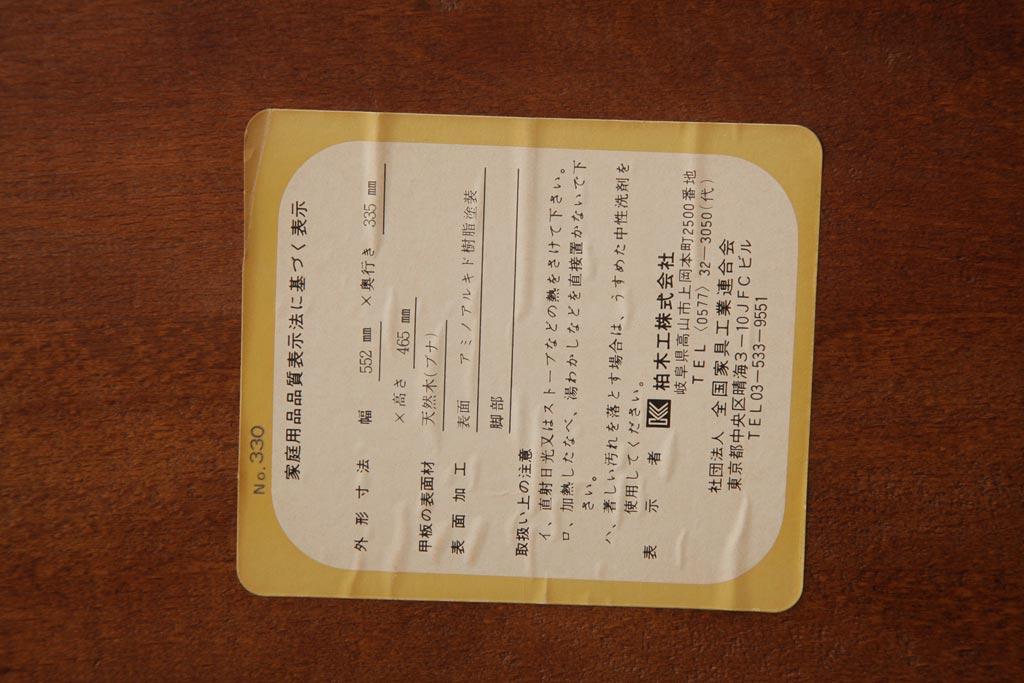 No.330
家庭用品品質表示法に基づく表示
外形寸法 幅 552 mm ×奥行き 335 mm
×高さ 465 mm
甲板の表面材 天然木(ブナ)
表面加工 表面 アミノアルキド樹脂塗装
脚部
取扱い上の注意
イ、直射日光又はストーブなどの熱をさけて下さい。
ロ、加熱したなべ、湯わかしなどを直接置かないで下
さい。
ハ、著しい汚れを落とす場合は、うすめた中性洗剤を
使用してください。
表示者 柏木工株式会社
岐阜県高山市上岡本町2500番地
TEL〈0577〉32-3050(代)
社団法人 全国家具工業連合会
東京都中央区晴海3-10JFCビル
TEL03-533-9551